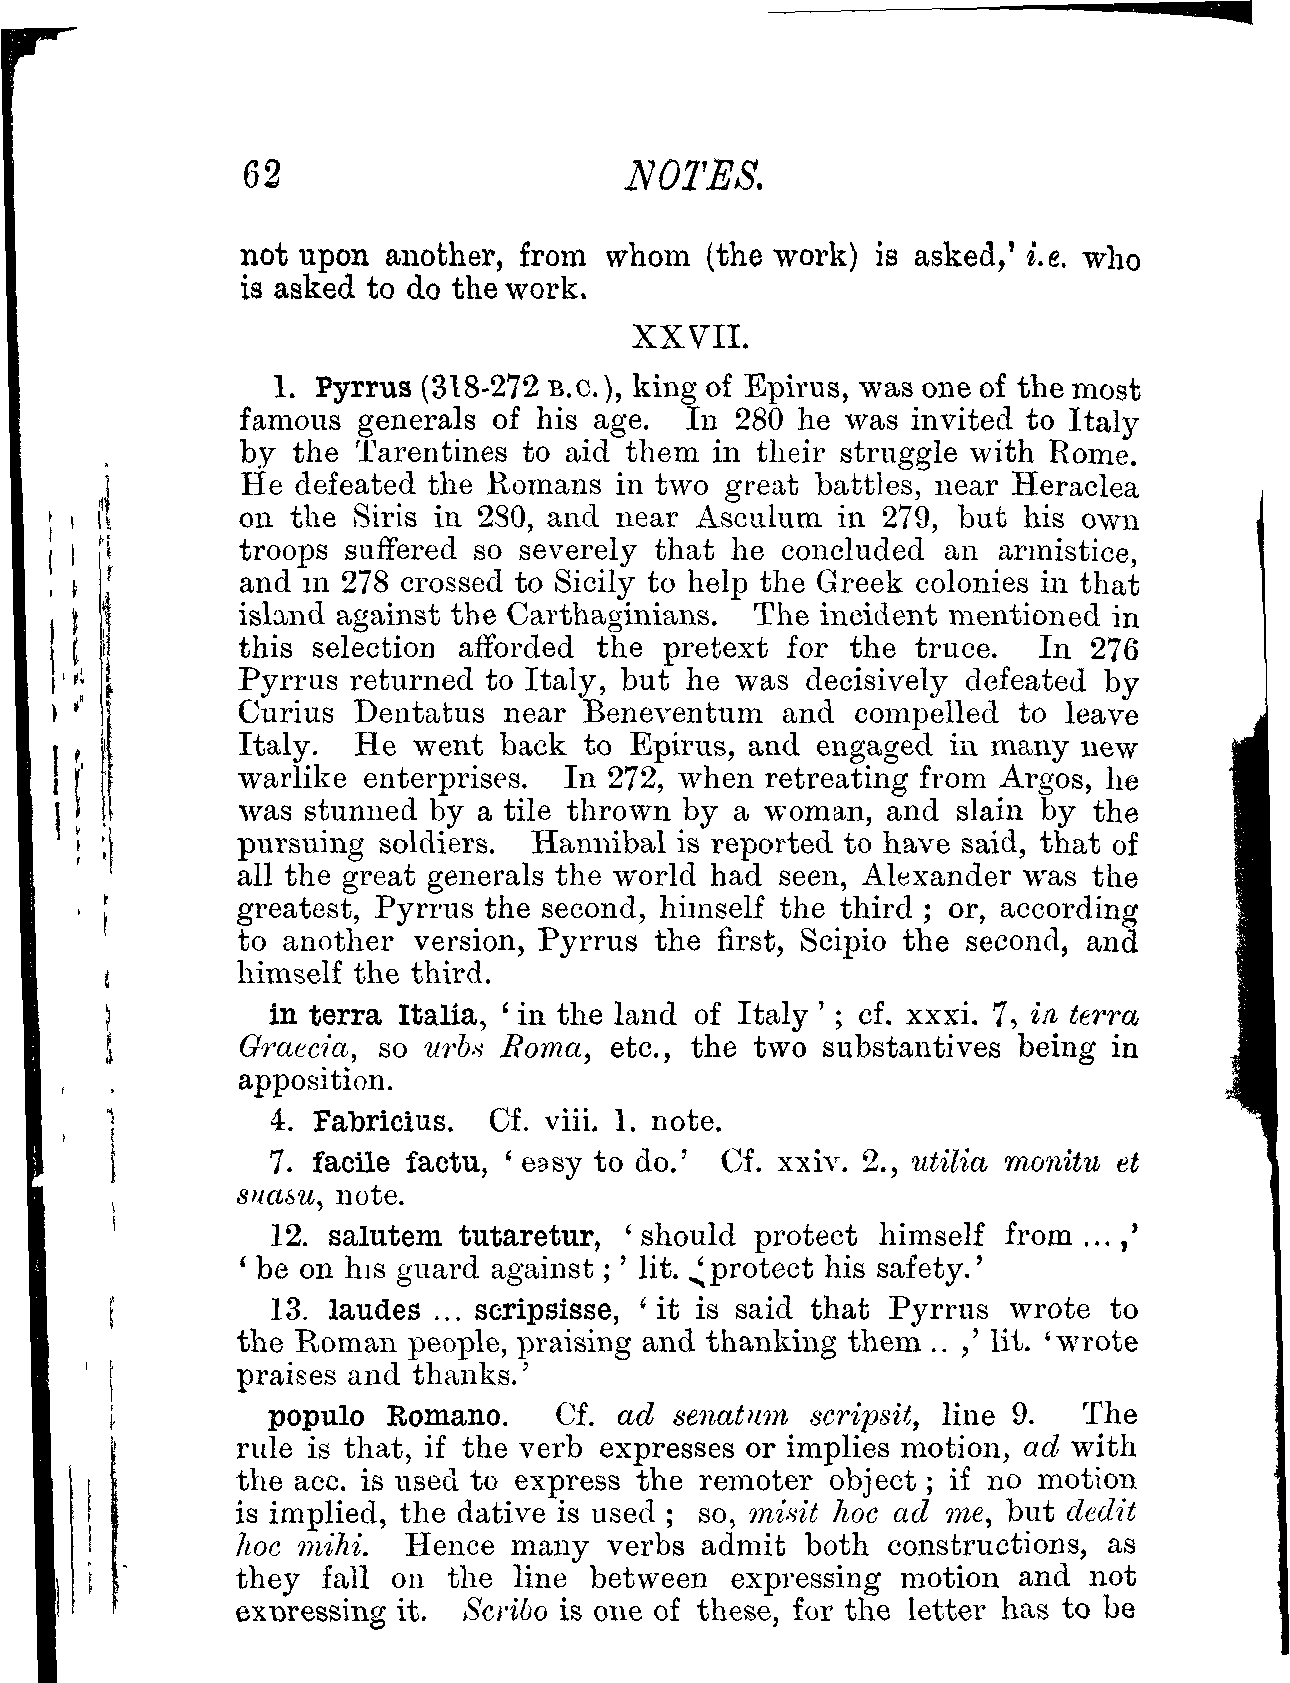 62 NOTES.
not upon another, from whom (the work) is asked,' i.e. who
is asked to do the work.
XXVII.
1. Pyrrus (318-272 B.C.), king of Epirus, was one of the most
famous generals of his age. In 280 he was invited to Italy
by the Tarentines to aid them in their struggle with Rome.
He defeated the Romans in two great battles, near Heraclea
on the Siris in 280, and near Asculum in 279, but his own
troops suffered so severely that he concluded an armistice,
and in 278 crossed to Sicily to help the Greek colonies in that
island against the Carthaginians. The incident mentioned in
this selection afforded the pretext for the truce. In 276
Pyrrus returned to Italy, but he was decisively defeated by
Curius Dentatus near Beneventum and compelled to leave
Italy. He went back to Epirus, and engaged in many new
warlike enterprises. In 272, when retreating from Argos, he
was stunned by a tile thrown by a woman, and slain by the
pursuing soldiers. Hannibal is reported to have said, that of
all the great generals the world had seen, Alexander was the
greatest, Pyrrus the second, himself the third ; or, according
to another version, Pyrrus the first, Scipio the second, and
himself the third.
in terra Italia, 'in the land of Italy' ; cf. xxxi. 7, in terra
Graecia, so urbs Roma, etc., the two substantives being in
apposition.
4. Fabricius. Cf. viii. 1. note.
7. facile factu, 'easy to do.' Cf. xxiv. 2., utilia monitu et
suasu, note.
12. salutem tutaretur, 'should protect himself from ... ,'
'be on his guard against ;' lit. 'protect his safety.'
13. laudes ... scripsisse, 'it is said that Pyrrus wrote to
the Roman people, praising and thanking them .. ,' lit. 'wrote
praises and thanks.'
populo Romano. Cf. ad senatum scripsit, line 9. The
rule is that, if the verb expresses or implies motion, ad with
the acc. is used to express the remoter object ; if no motion
is implied, the dative is used ; so, misit hoc ad me, but dedit
hoc mihi. Hence many verbs admit both constructions, as
they fall on the line between expressing motion and not
expressing it. Scribo is one of these, for the letter has to be